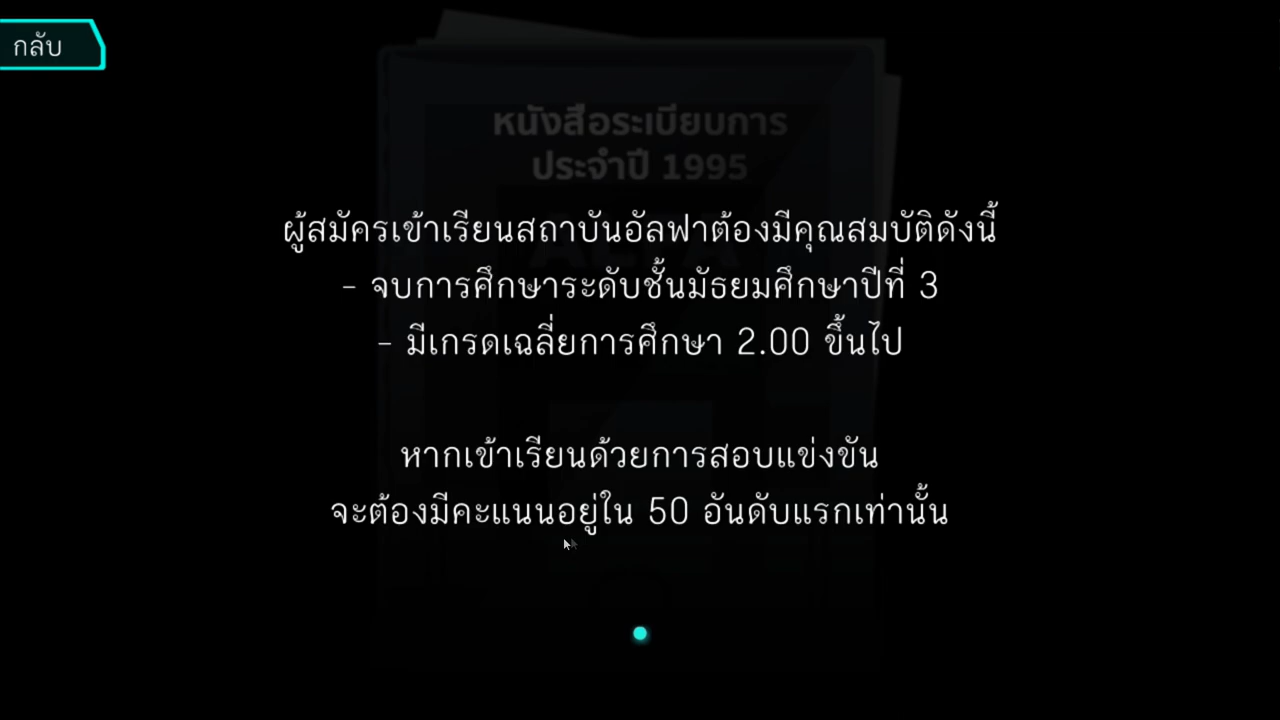 กลับ
หนังสือระเบียบการ
ประจำปี 1995
ผู้สมัครเข้าเรียนสถาบันอัลฟาต้องมีคุณสมบัติดังนี้
- จบการศึกษาระดับชั้นมัธยมศึกษาปีที่ 3
- มีเกรดเฉลี่ยการศึกษา 2.00 ขึ้นไป
หากเข้าเรียนด้วยการสอบแข่งขัน
จะต้องมีคะแนนอยู่ใน 50 อันดับแรกเท่านั้น